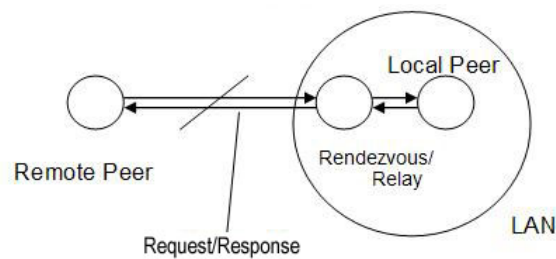 Local Peer
Remote Peer
Rendezvous/
Relay
LAN
Request/Response